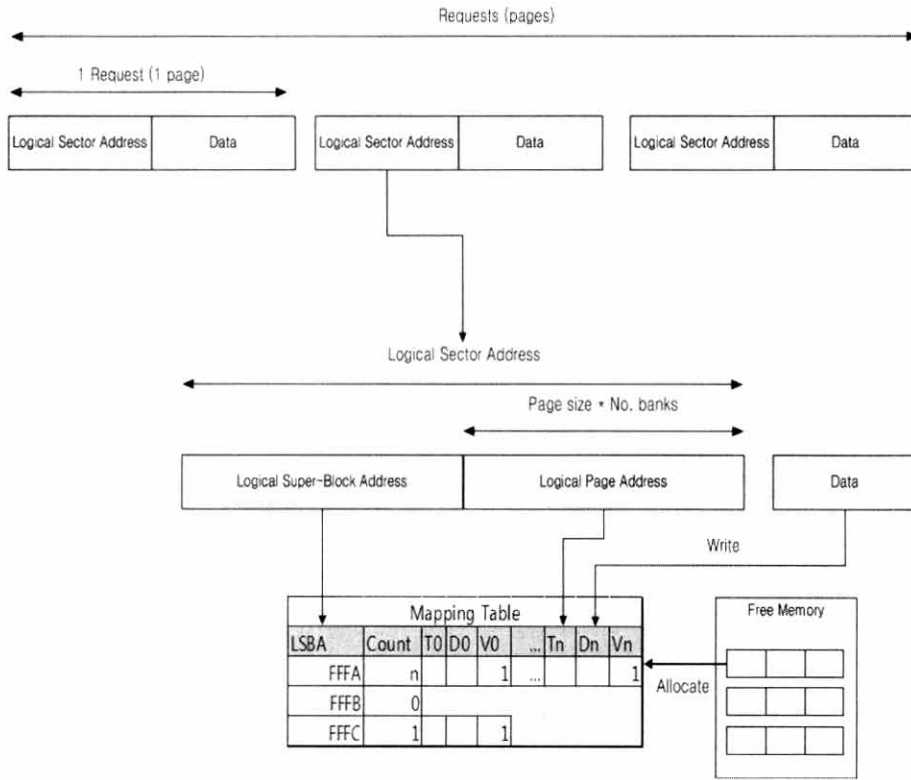 Requests (pages)
1 Request (1 page)
Logical Sector Address Data Logical Sector Address Data Logical Sector Address Data
Logical Sector Address
Page size * No. banks
Logical Super-Block Address Logical Page Address Data
Write
Mapping Table
Free Memory
LSBA Count T0 D0 V0 ... Tn Dn Vn
FFFA n 1 ... 1
Allocate
FFFB 0
FFFC 1 1